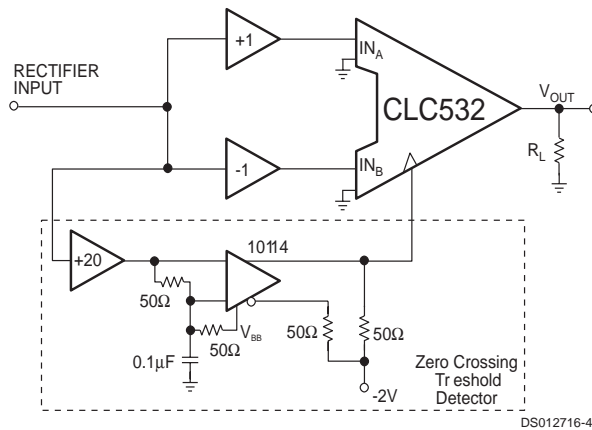 +1
RECTIFIER
INPUT
IN_A
CLC532
V_OUT
R_L
-1
IN_B
+20
10114
50Ω
50Ω
V_BB
50Ω
50Ω
0.1µF
-2V
Zero Crossing
Tr eshold
Detector
DS012716-4